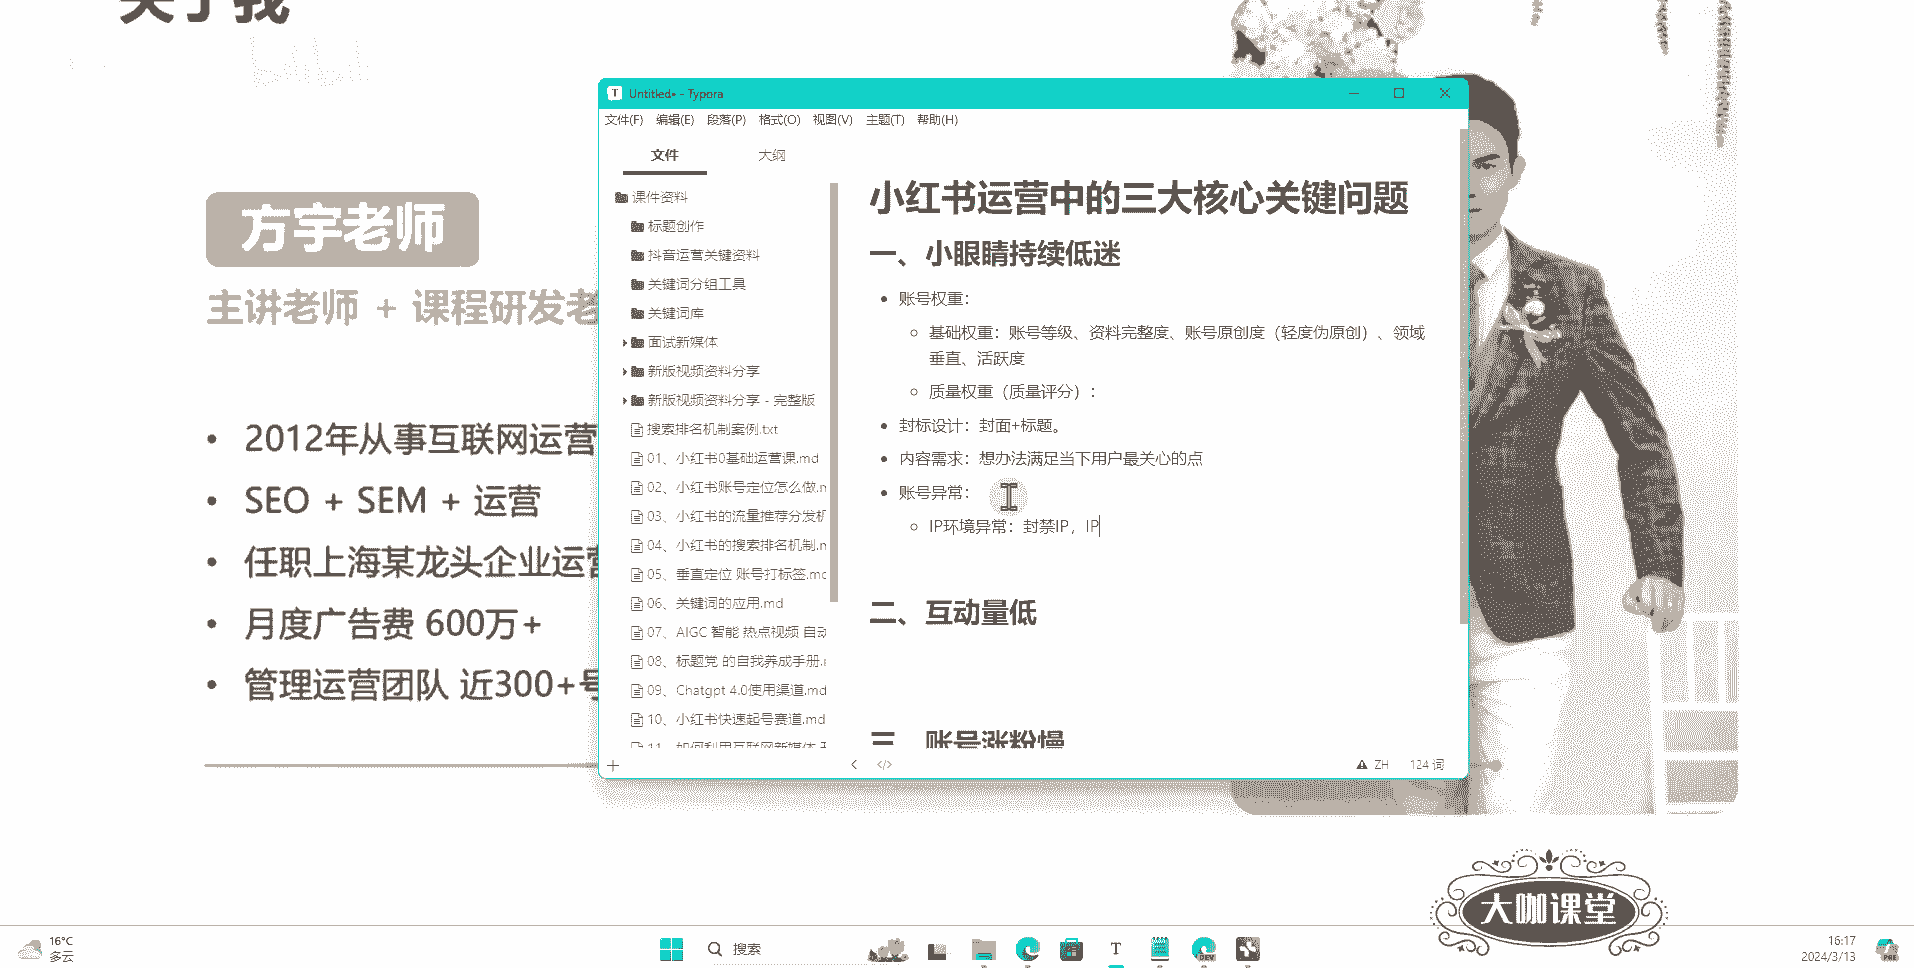 关于我
bilibili
方宇老师
主讲老师 + 课程研发老
2012年从事互联网运营
SEO + SEM + 运营
任职上海某龙头企业运营
月度广告费 600万+
管理运营团队 近300+号
Untitled• - Typora
文件(F) 编辑(E) 段落(P) 格式(O) 视图(V) 主题(T) 帮助(H)
文件 大纲
课件资料
标题创作
抖音运营关键资料
关键词分组工具
关键词库
面试新媒体
新版视频资料分享
新版视频资料分享 - 完整版
搜索排名机制案例.txt
01、小红书0基础运营课.md
02、小红书账号定位怎么做.m
03、小红书的流量推荐分发机
04、小红书的搜索排名机制.m
05、垂直定位 账号打标签.mc
06、关键词的应用.md
07、AIGC 智能 热点视频 自动
08、标题党 的自我养成手册.r
09、Chatgpt 4.0使用渠道.md
10、小红书快速起号赛道.md
11、如何利用互联网新媒体
小红书运营中的三大核心关键问题
一、小眼睛持续低迷
账号权重：
基础权重：账号等级、资料完整度、账号原创度（轻度伪原创）、领域
垂直、活跃度
质量权重（质量评分）：
封标设计：封面+标题。
内容需求：想办法满足当下用户最关心的点
账号异常：
IP环境异常：封禁IP，IP
二、互动量低
三、账号涨粉慢
ZH 124 词
大咖课堂
16°C
多云
搜索
DEV
16:17
2024/3/13
PRE